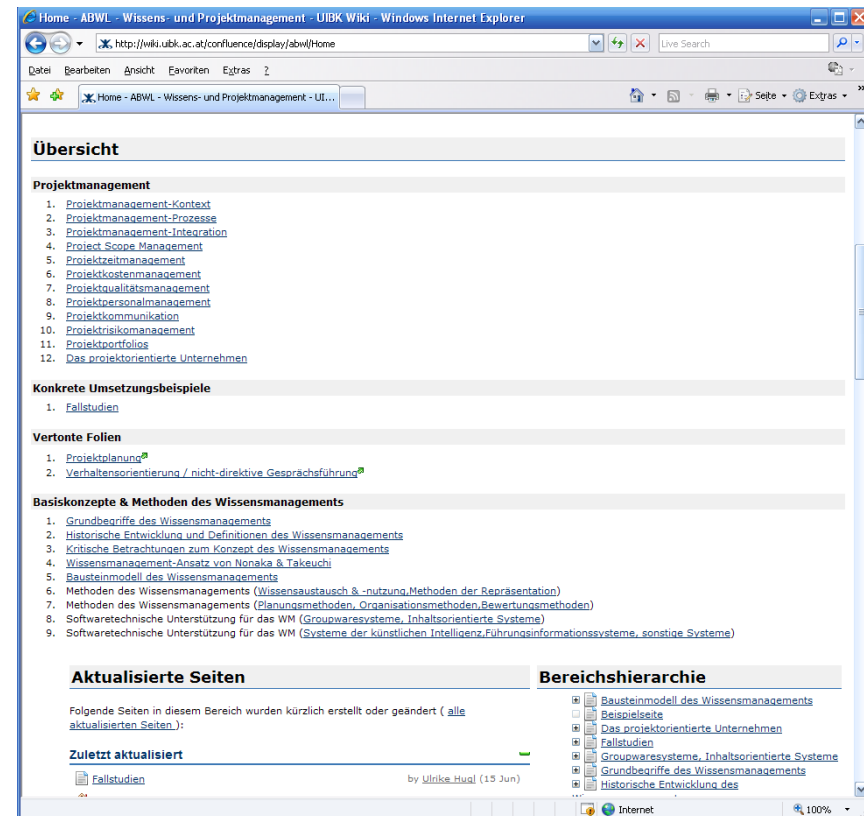 Home - ABWL - Wissens- und Projektmanagement - UIBK Wiki - Windows Internet Explorer
http://wiki.uibk.ac.at/confluence/display/abwl/Home
Live Search
Datei Bearbeiten Ansicht Favoriten Extras ?
Home - ABWL - Wissens- und Projektmanagement - UI...
Seite Extras »
Übersicht
Projektmanagement
1. Projektmanagement-Kontext
2. Projektmanagement-Prozesse
3. Projektmanagement-Integration
4. Project Scope Management
5. Projektzeitmanagement
6. Projektkostenmanagement
7. Projektqualitätsmanagement
8. Projektpersonalmanagement
9. Projektkommunikation
10. Projektrisikomanagement
11. Projektportfolios
12. Das projektorientierte Unternehmen
Konkrete Umsetzungsbeispiele
1. Fallstudien
Vertonte Folien
1. Projektplanung
2. Verhaltensorientierung / nicht-direktive Gesprächsführung
Basiskonzepte & Methoden des Wissensmanagements
1. Grundbegriffe des Wissensmanagements
2. Historische Entwicklung und Definitionen des Wissensmanagements
3. Kritische Betrachtungen zum Konzept des Wissensmanagements
4. Wissensmanagement-Ansatz von Nonaka & Takeuchi
5. Bausteinmodell des Wissensmanagements
6. Methoden des Wissensmanagements (Wissensaustausch & -nutzung,Methoden der Repräsentation)
7. Methoden des Wissensmanagements (Planungsmethoden, Organisationsmethoden,Bewertungsmethoden)
8. Softwaretechnische Unterstützung für das WM (Groupwaresysteme, Inhaltsorientierte Systeme)
9. Softwaretechnische Unterstützung für das WM (Systeme der künstlichen Intelligenz,Führungsinformationssysteme, sonstige Systeme)
Aktualisierte Seiten
Folgende Seiten in diesem Bereich wurden kürzlich erstellt oder geändert ( alle
aktualisierten Seiten ):
Zuletzt aktualisiert
Fallstudien by Ulrike Hugl (15 Jun)
Bereichshierarchie
Bausteinmodell des Wissensmanagements
Beispielseite
Das projektorientierte Unternehmen
Fallstudien
Groupwaresysteme, Inhaltsorientierte Systeme
Grundbegriffe des Wissensmanagements
Historische Entwicklung des
Internet 100%